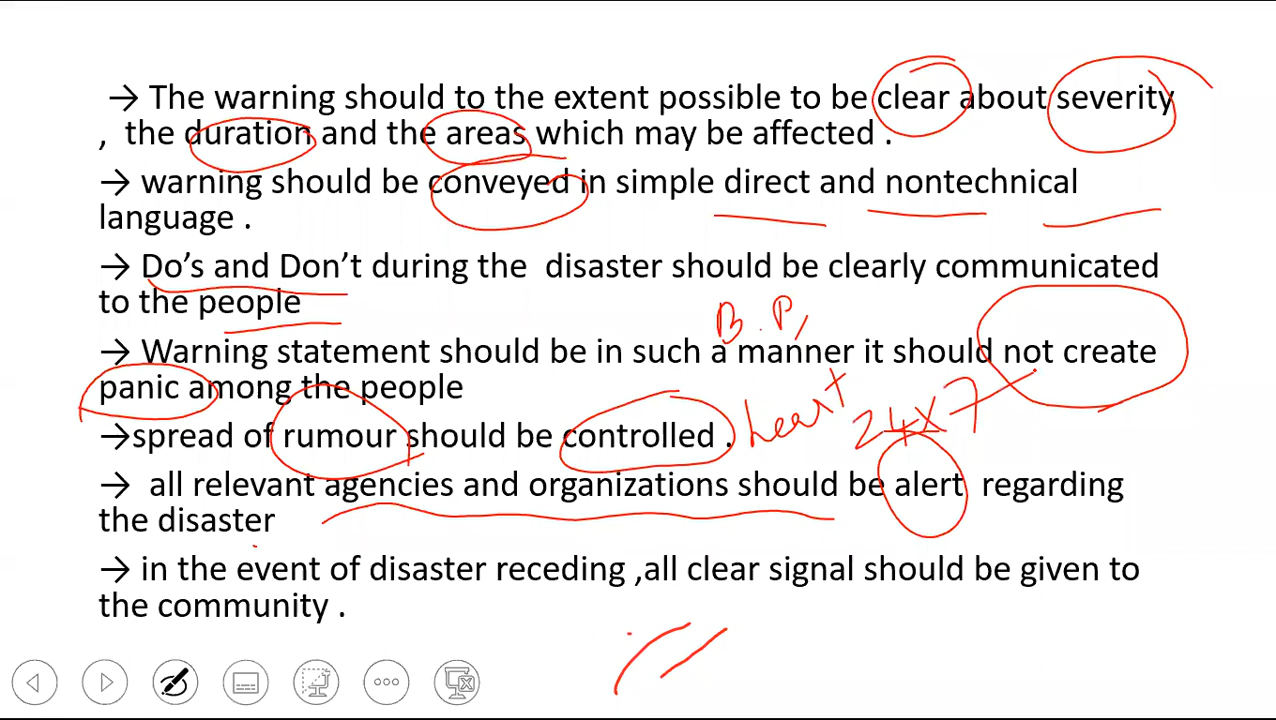 → The warning should to the extent possible to be clear about severity
, the duration and the areas which may be affected .
→ warning should be conveyed in simple direct and nontechnical
language .
→ Do's and Don't during the disaster should be clearly communicated
to the people
B.P,
→ Warning statement should be in such a manner it should not create
panic among the people
heart 24x7
→spread of rumour should be controlled .
→ all relevant agencies and organizations should be alert regarding
the disaster
→ in the event of disaster receding ,all clear signal should be given to
the community .